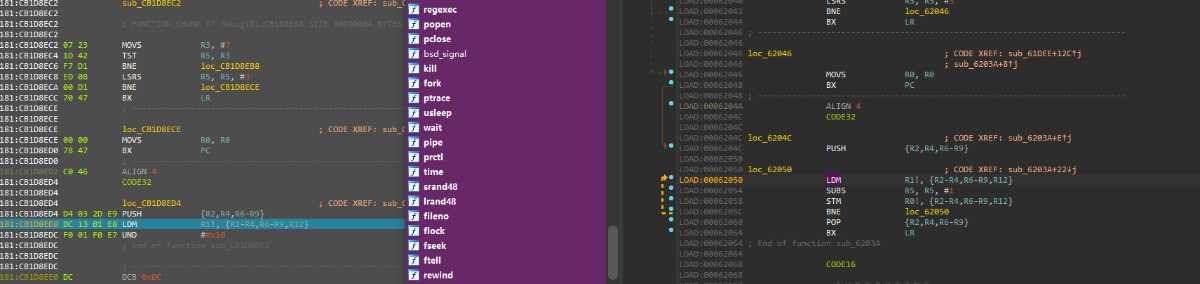 181:CB1D8EC2 sub_CB1D8EC2 ; CODE XREF: sub_C
181:CB1D8EC2
181:CB1D8EC2 ; FUNCTION CHUNK AT debug181:CB1D8EB8 SIZE 0000000A BYTES
181:CB1D8EC2
181:CB1D8EC2 07 23 MOVS R3, #7
181:CB1D8EC4 1D 42 TST R5, R3
181:CB1D8EC6 F7 D1 BNE loc_CB1D8EB8
181:CB1D8EC8 ED 08 LSRS R5, R5, #3
181:CB1D8ECA 00 D1 BNE loc_CB1D8ECE
181:CB1D8ECC 70 47 BX LR
181:CB1D8ECE ; ----
181:CB1D8ECE
181:CB1D8ECE loc_CB1D8ECE ; CODE XREF: sub_C
181:CB1D8ECE 00 00 MOVS R0, R0
181:CB1D8ED0 78 47 BX PC
181:CB1D8ED0 ; ----
181:CB1D8ED2 C0 46 ALIGN 4
181:CB1D8ED4 CODE32
181:CB1D8ED4
181:CB1D8ED4 loc_CB1D8ED4 ; CODE XREF: sub_C
181:CB1D8ED4 D4 03 2D E9 PUSH {R2,R4,R6-R9}
181:CB1D8ED8 DC 13 B1 E8 LDM R1!, {R2-R4,R6-R9,R12}
181:CB1D8EDC F0 01 F0 E7 UND #0x10
181:CB1D8EDC ; End of function sub_CB1D8EC2
181:CB1D8EDC
181:CB1D8EDC ; ----
181:CB1D8EE0 DC DCB 0xDC
regexec
popen
pclose
bsd_signal
kill
fork
ptrace
usleep
wait
pipe
prctl
time
srand48
lrand48
fileno
flock
fseek
ftell
rewind
LOAD:00062040 LSRS R5, R5, #3
LOAD:00062042 BNE loc_62046
LOAD:00062044 BX LR
LOAD:00062046 ; ----
LOAD:00062046
LOAD:00062046 loc_62046 ; CODE XREF: sub_61DEE+12C↑j
LOAD:00062046 ; sub_6203A+8↑j
LOAD:00062046 MOVS R0, R0
LOAD:00062048 BX PC
LOAD:00062048 ; ----
LOAD:0006204A ALIGN 4
LOAD:0006204C CODE32
LOAD:0006204C
LOAD:0006204C loc_6204C ; CODE XREF: sub_6203A+E↑j
LOAD:0006204C PUSH {R2,R4,R6-R9}
LOAD:00062050
LOAD:00062050 loc_62050 ; CODE XREF: sub_6203A+22↓j
LOAD:00062050 LDM R1!, {R2-R4,R6-R9,R12}
LOAD:00062054 SUBS R5, R5, #1
LOAD:00062058 STM R0!, {R2-R4,R6-R9,R12}
LOAD:0006205C BNE loc_62050
LOAD:00062060 POP {R2,R4,R6-R9}
LOAD:00062064 BX LR
LOAD:00062064 ; End of function sub_6203A
LOAD:00062064
LOAD:00062068 CODE16
LOAD:00062068